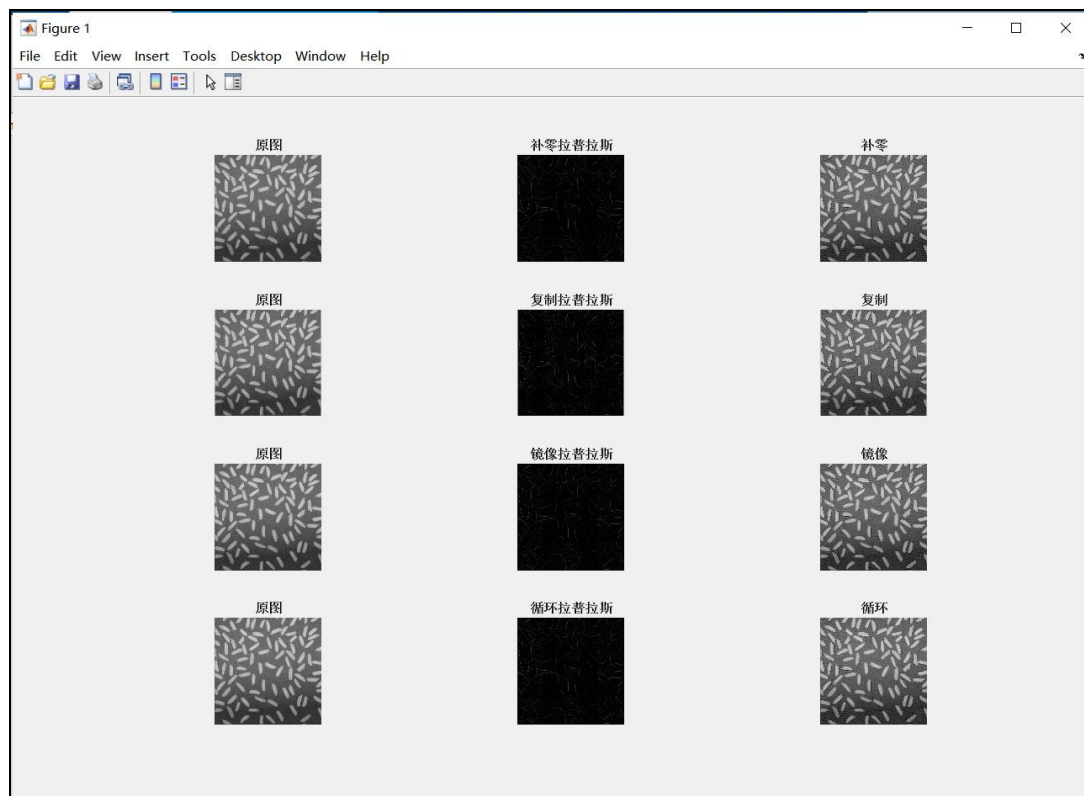 Figure 1
File Edit View Insert Tools Desktop Window Help
原图 补零拉普拉斯 补零
原图 复制拉普拉斯 复制
原图 镜像拉普拉斯 镜像
原图 循环拉普拉斯 循环